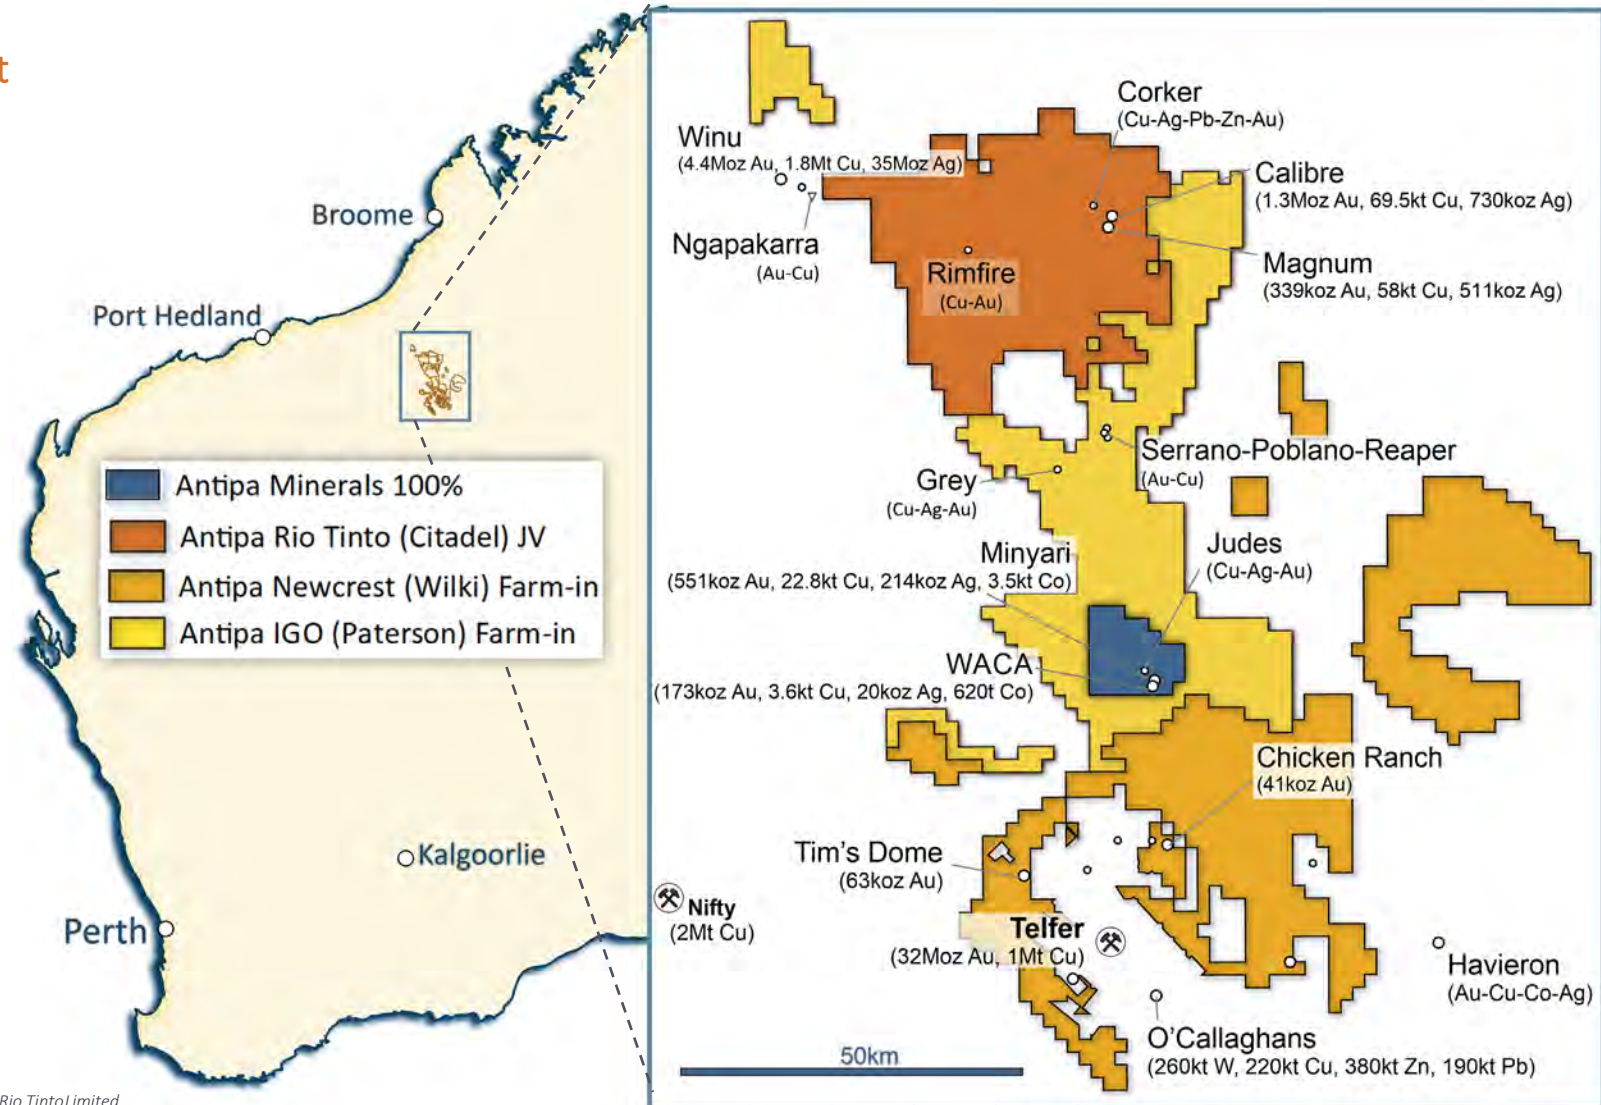 t
Broome
Port Hedland
Antipa Minerals 100%
Antipa Rio Tinto (Citadel) JV
Antipa Newcrest (Wilki) Farm-in
Antipa IGO (Paterson) Farm-in
Kalgoorlie
Perth
Rio Tinto Limited
Corker
(Cu-Ag-Pb-Zn-Au)
Winu
(4.4Moz Au, 1.8Mt Cu, 35Moz Ag)
Calibre
(1.3Moz Au, 69.5kt Cu, 730koz Ag)
Ngapakarra
(Au-Cu)
Rimfire
(Cu-Au)
Magnum
(339koz Au, 58kt Cu, 511koz Ag)
Serrano-Poblano-Reaper
(Au-Cu)
Grey
(Cu-Ag-Au)
Judes
(Cu-Ag-Au)
Minyari
(551koz Au, 22.8kt Cu, 214koz Ag, 3.5kt Co)
WACA
(173koz Au, 3.6kt Cu, 20koz Ag, 620t Co)
Chicken Ranch
(41koz Au)
Tim's Dome
(63koz Au)
Nifty
(2Mt Cu)
Telfer
(32Moz Au, 1Mt Cu)
Havieron
(Au-Cu-Co-Ag)
O'Callaghans
(260kt W, 220kt Cu, 380kt Zn, 190kt Pb)
50km